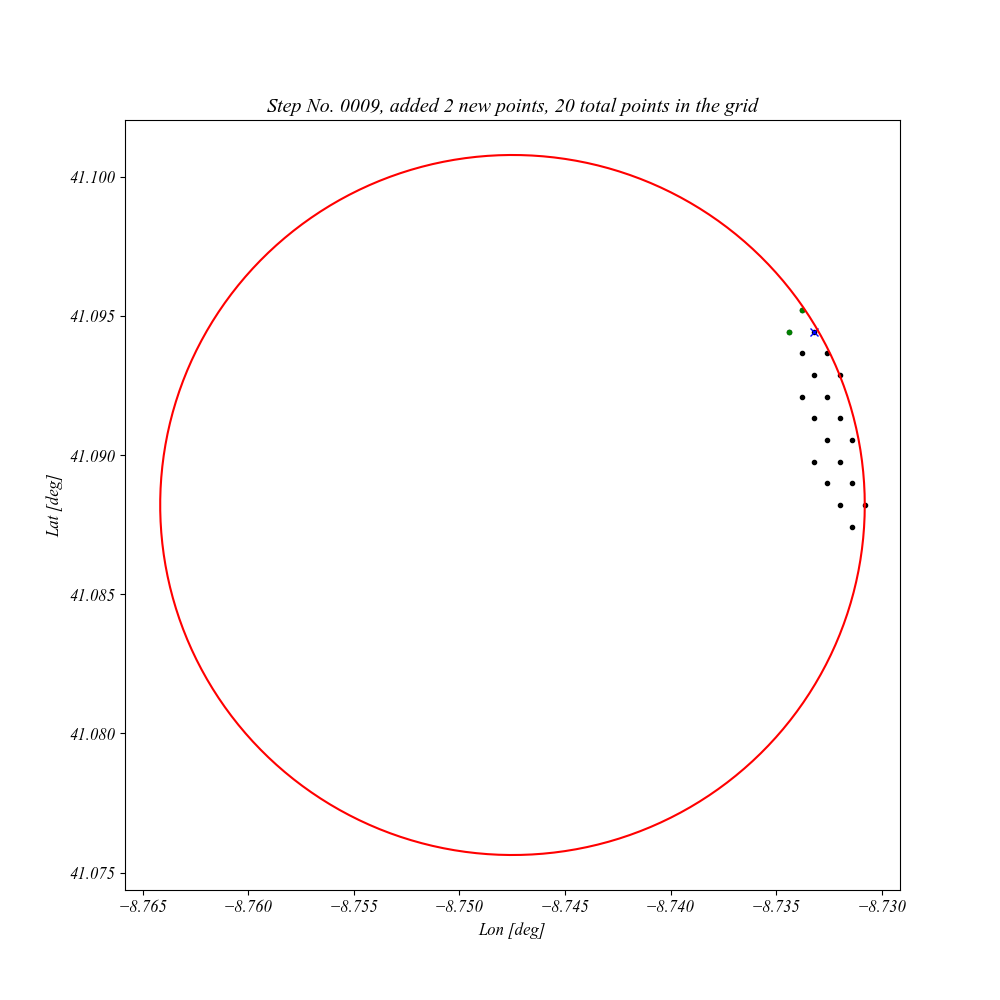 Step No. 0009, added 2 new points, 20 total points in the grid
41.100
41.095
41.090
41.085
41.080
41.075
Lat [deg]
−8.765 −8.760 −8.755 −8.750 −8.745 −8.740 −8.735 −8.730
Lon [deg]